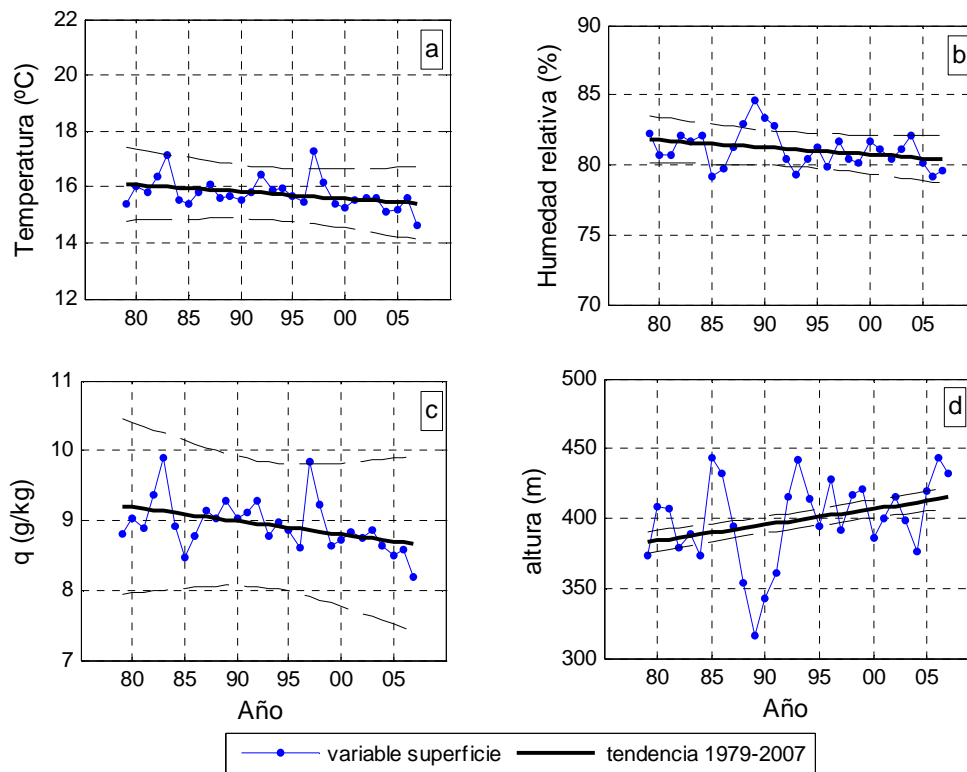 22
20
18
16
14
12
Temperatura (ºC)
a
80 85 90 95 00 05
90
85
80
75
70
Humedad relativa (%)
b
80 85 90 95 00 05
11
10
9
8
7
q (g/kg)
c
80 85 90 95 00 05
Año
500
450
400
350
300
altura (m)
d
80 85 90 95 00 05
Año
variable superficie tendencia 1979-2007